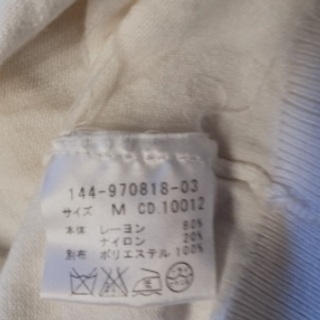 144-970818-03
サイズ M CD.10012
本体 レーヨン 80%
ナイロン 20%
別布 ポリエステル 100%